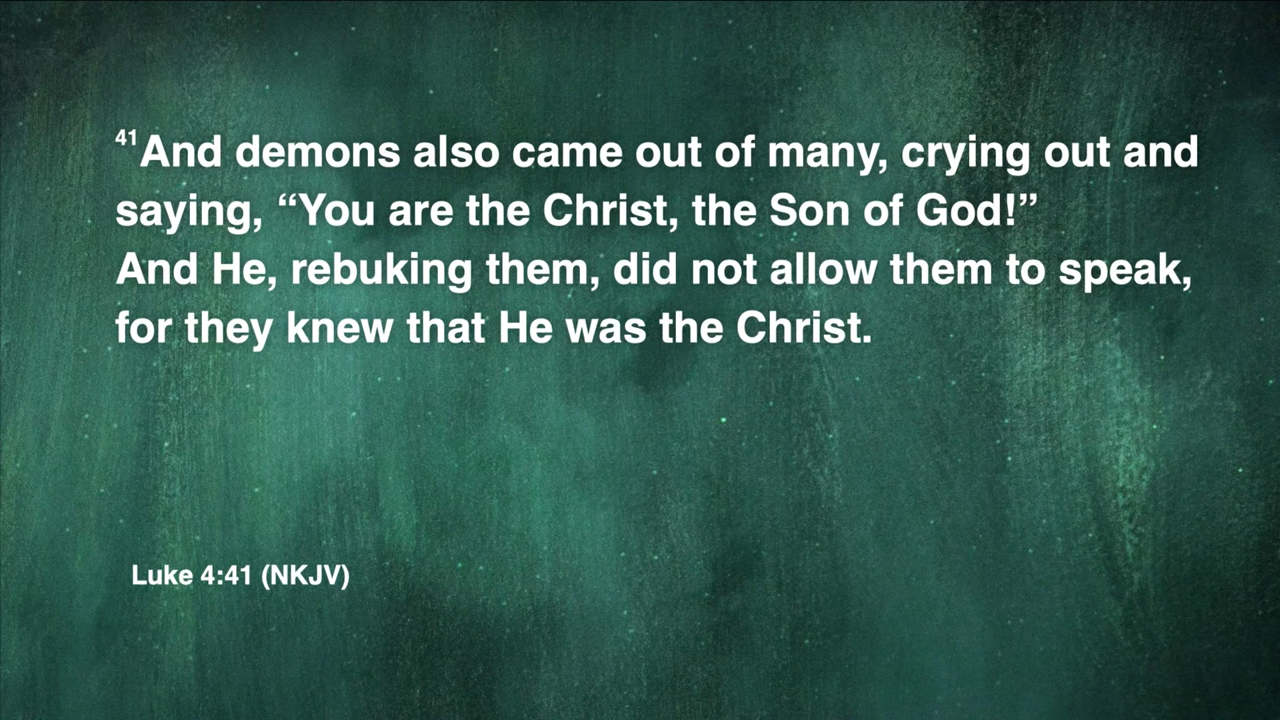 41And demons also came out of many, crying out and
saying, “You are the Christ, the Son of God!”
And He, rebuking them, did not allow them to speak,
for they knew that He was the Christ.
Luke 4:41 (NKJV)